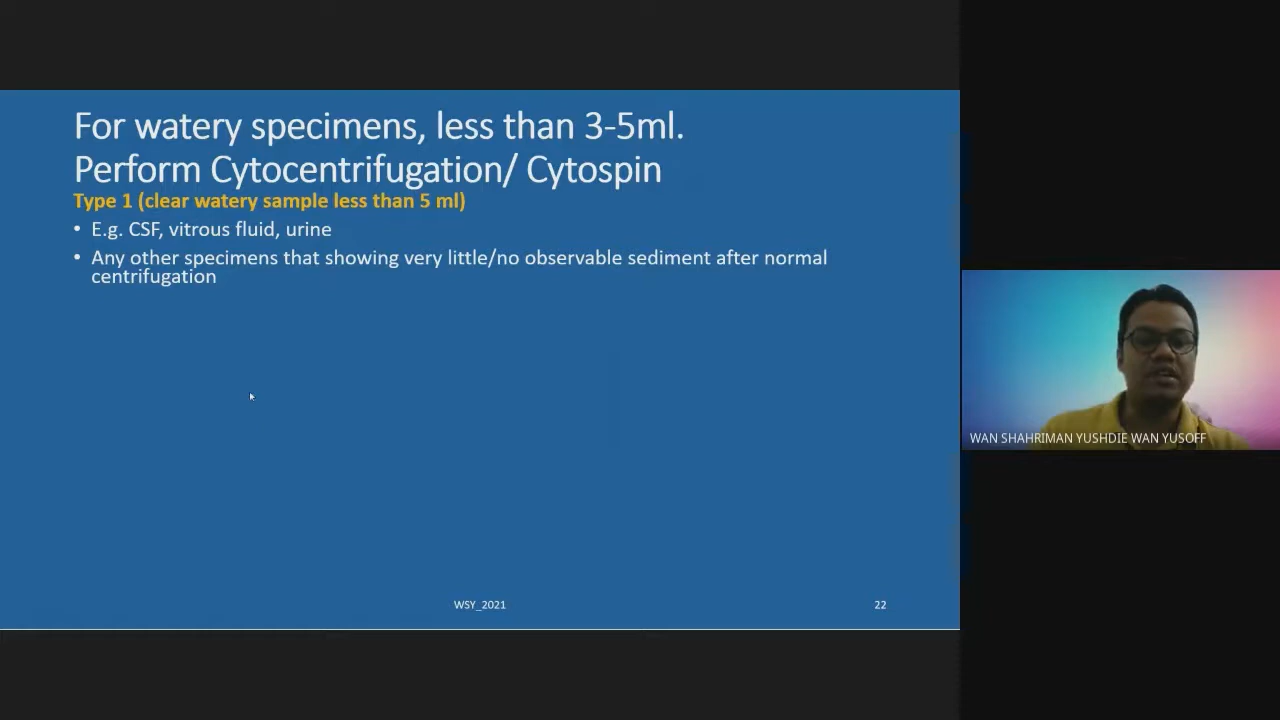 For watery specimens, less than 3-5ml.
Perform Cytocentrifugation/ Cytospin
Type 1 (clear watery sample less than 5 ml)
• E.g. CSF, vitrous fluid, urine
• Any other specimens that showing very little/no observable sediment after normal
centrifugation
WAN SHAHRIMAN YUSHDIE WAN YUSOFF
WSY_2021
22